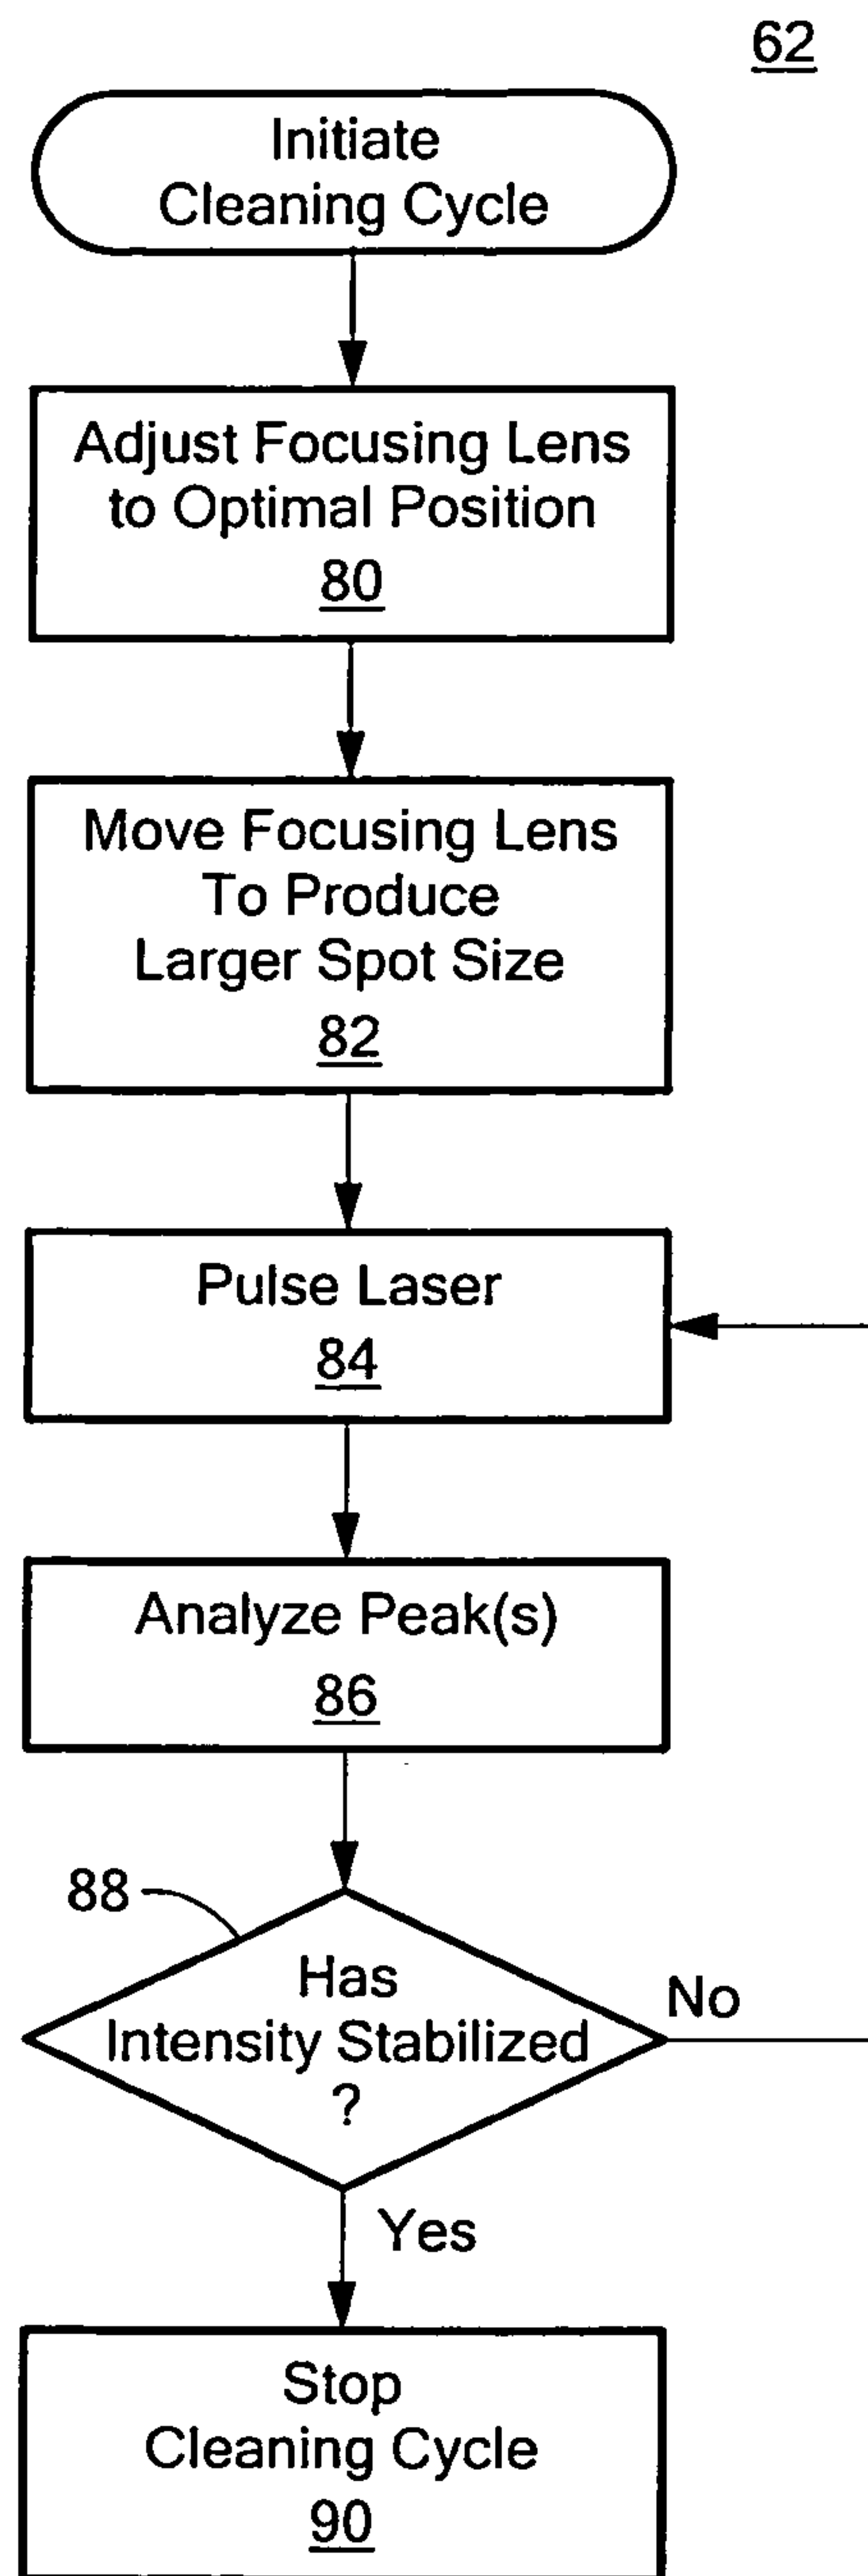 62
Initiate
Cleaning Cycle
Adjust Focusing Lens
to Optimal Position
80
Move Focusing Lens
To Produce
Larger Spot Size
82
Pulse Laser
84
Analyze Peak(s)
86
88
Has
Intensity Stabilized
?
No
Yes
Stop
Cleaning Cycle
90